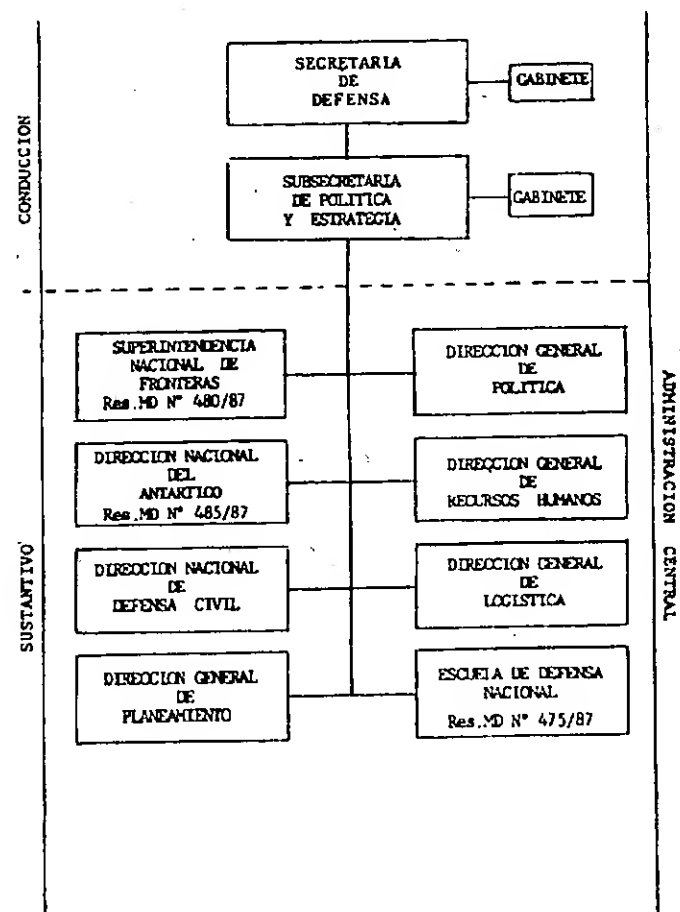 SECRETARIA
DE
DEFENSA
GABINETE
SUBSECRETARIA
DE POLITICA
Y ESTRATEGIA
GABINETE
CONDUCCION
SUPERINTENDENCIA
NACIONAL DE
FRONTERAS
Res.MD N° 480/87
DIRECCION GENERAL
DE
POLITICA
DIRECCION NACIONAL
DEL
ANTARTICO
Res.MD N° 485/87
DIRECCION GENERAL
DE
RECURSOS HUMANOS
DIRECCION NACIONAL
DE
DEFENSA CIVIL
DIRECCION GENERAL
DE
LOGISTICA
DIRECCION GENERAL
DE
PLANEAMIENTO
ESCUELA DE DEFENSA
NACIONAL
Res.MD N° 475/87
SUSTANTIVO
ADMINISTRACION CENTRAL